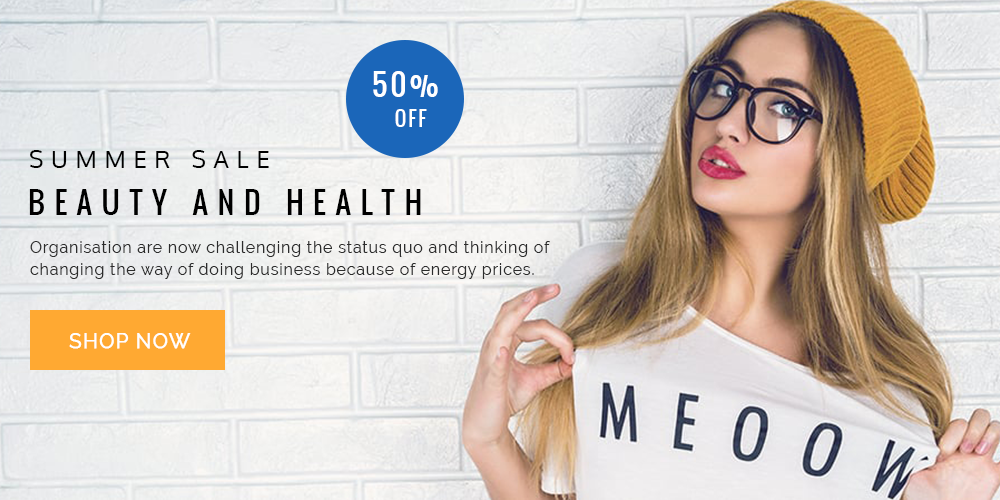 50%
OFF
SUMMER SALE
BEAUTY AND HEALTH
Organisation are now challenging the status quo and thinking of
changing the way of doing business because of energy prices.
SHOP NOW
MEOOW